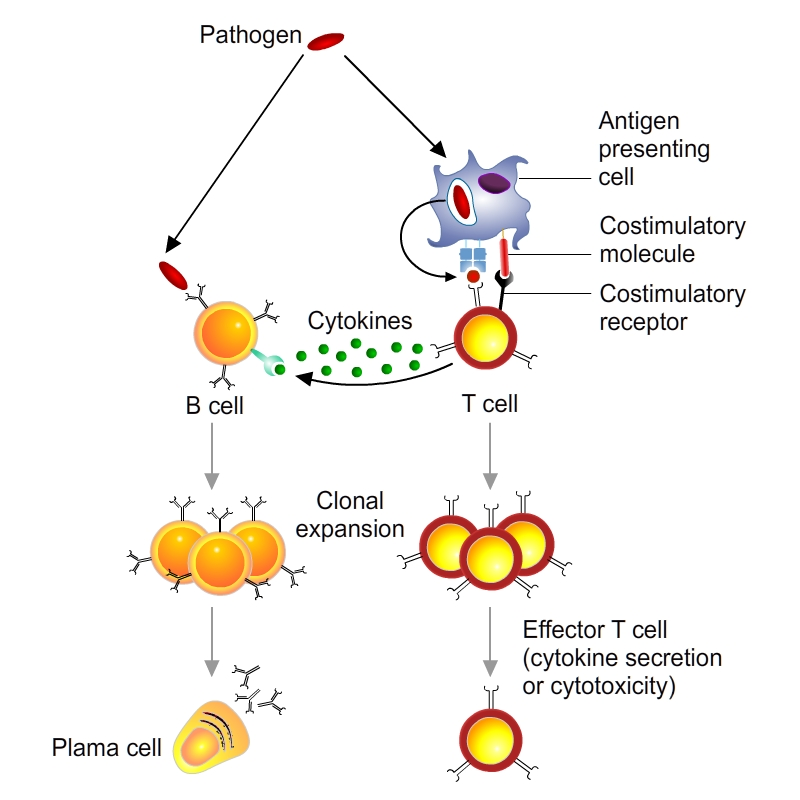 Pathogen
Antigen
presenting
cell
Costimulatory
molecule
Costimulatory
receptor
Cytokines
B cell
T cell
Clonal
expansion
Effector T cell
(cytokine secretion
or cytotoxicity)
Plama cell